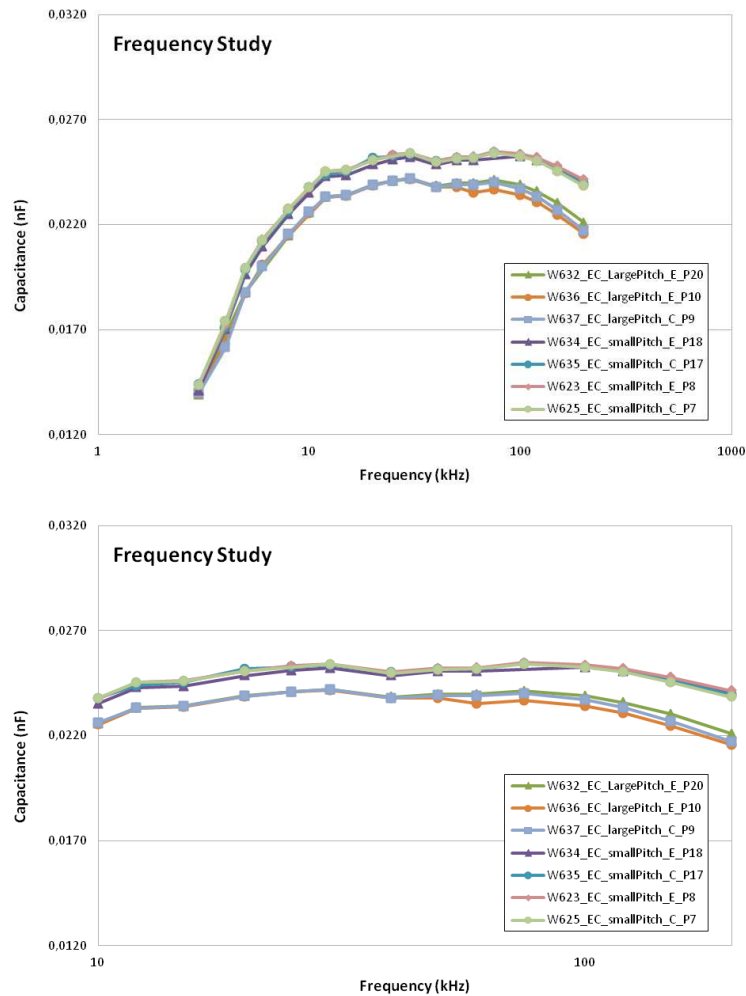 0,0320
Frequency Study
0,0270
0,0220
0,0170
0,0120
Capacitance (nF)
W632_EC_LargePitch_E_P20
W636_EC_largePitch_E_P10
W637_EC_largePitch_C_P9
W634_EC_smallPitch_E_P18
W635_EC_smallPitch_C_P17
W623_EC_smallPitch_E_P8
W625_EC_smallPitch_C_P7
1 10 100 1000
Frequency (kHz)
0,0320
Frequency Study
0,0270
0,0220
0,0170
0,0120
Capacitance (nF)
W632_EC_LargePitch_E_P20
W636_EC_largePitch_E_P10
W637_EC_largePitch_C_P9
W634_EC_smallPitch_E_P18
W635_EC_smallPitch_C_P17
W623_EC_smallPitch_E_P8
W625_EC_smallPitch_C_P7
10 100
Frequency (kHz)